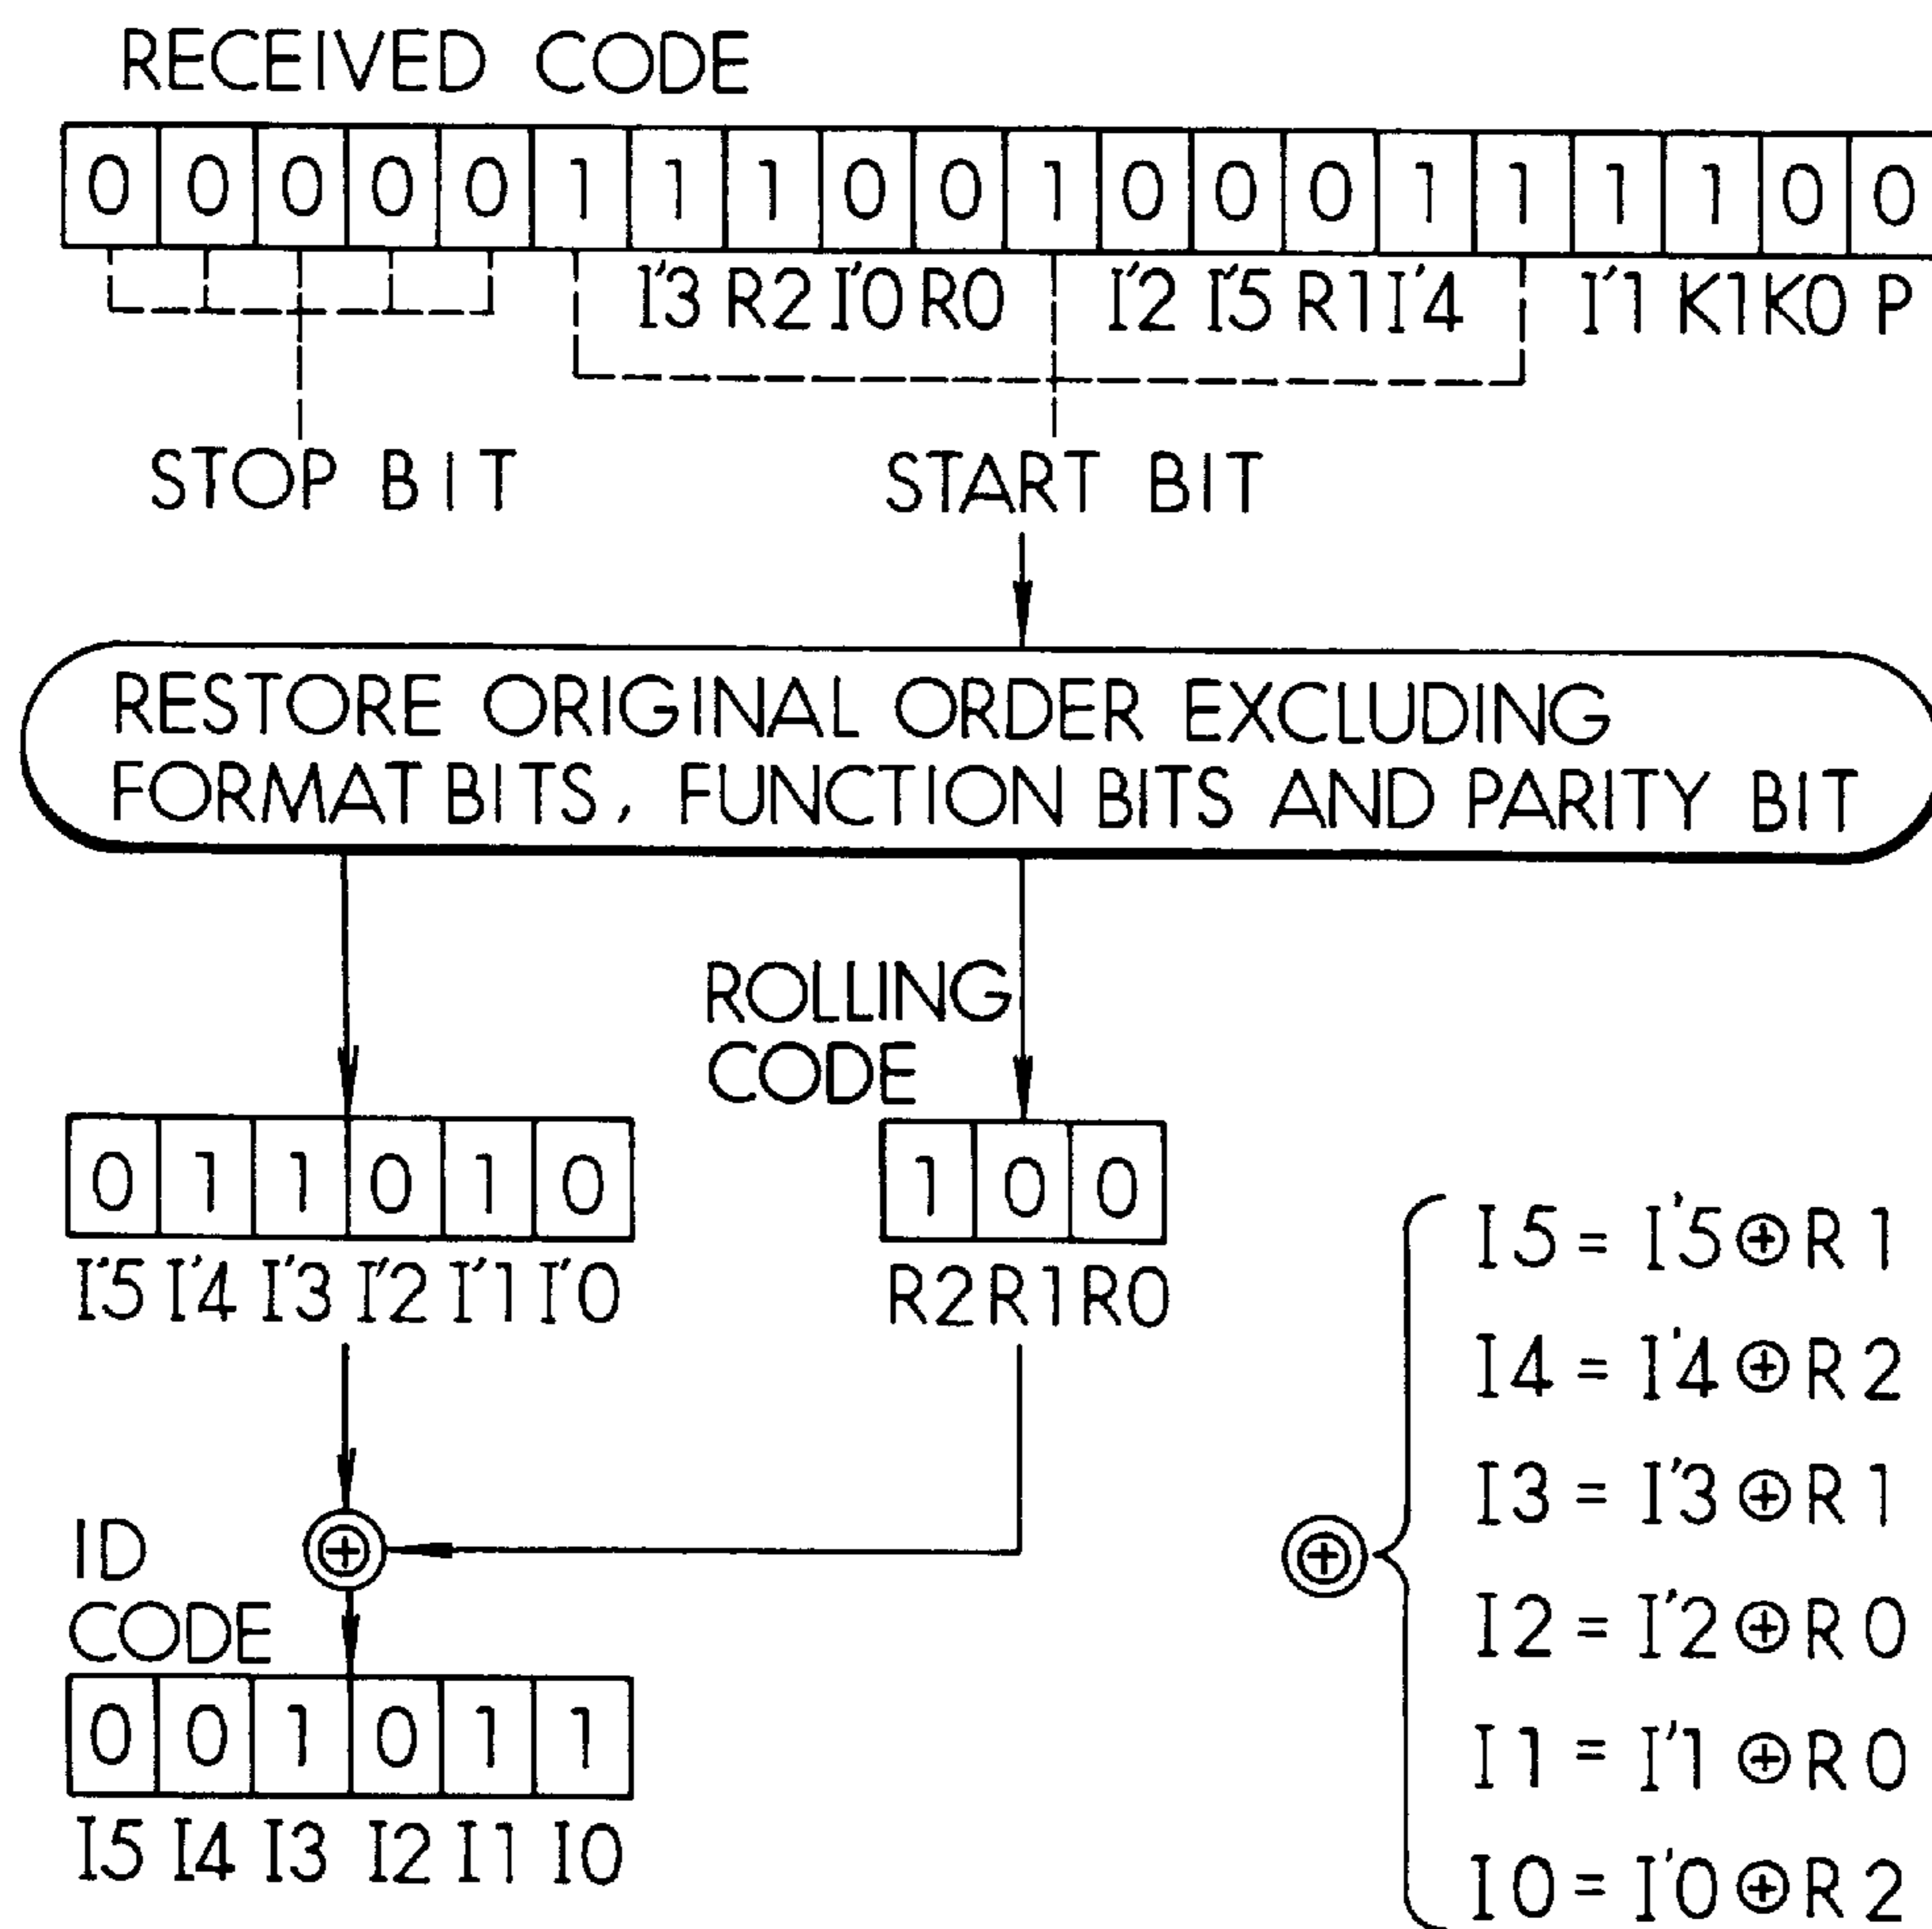 RECEIVED CODE
0 0 0 0 0 1 1 1 0 0 1 0 0 0 1 1 1 1 0 0
I'3 R2 I'0 R0 I'2 I'5 R1 I'4 I'1 K1 K0 P
STOP BIT START BIT
RESTORE ORIGINAL ORDER EXCLUDING
FORMAT BITS, FUNCTION BITS AND PARITY BIT
ROLLING
CODE
0 1 1 0 1 0
I'5 I'4 I'3 I'2 I'1 I'0
1 0 0
R2 R1 R0
ID
CODE
0 0 1 0 1 1
I5 I4 I3 I2 I1 I0
⊕
⊕
I5 = I'5 ⊕ R1
I4 = I'4 ⊕ R2
I3 = I'3 ⊕ R1
I2 = I'2 ⊕ R0
I1 = I'1 ⊕ R0
I0 = I'0 ⊕ R2